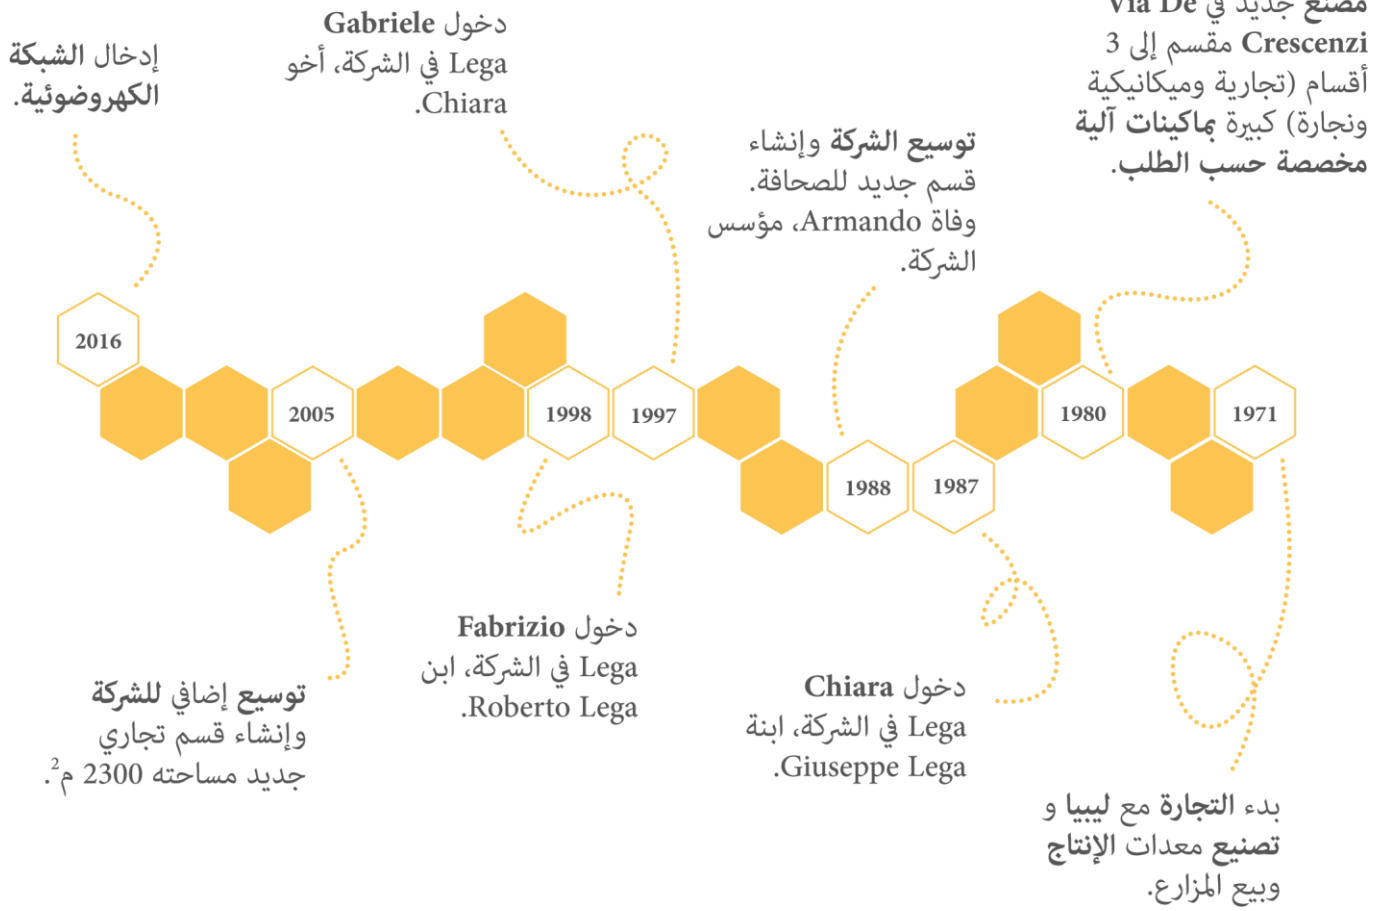 مصنع جديد في Via De
Crescenzi مقسم إلى 3
أقسام (تجارية وميكانيكية
ونجارة) كبيرة بماكينات آلية
مخصصة حسب الطلب.
توسيع الشركة وإنشاء
قسم جديد للصحافة.
وفاة Armando، مؤسس
الشركة.
دخول Gabriele
Lega في الشركة، أخو
Chiara.
إدخال الشبكة
الكهروضوئية.
1971
1980
1987
1988
1997
1998
2005
2016
بدء التجارة مع ليبيا و
تصنيع معدات الإنتاج
وبيع المزارع.
دخول Chiara
Lega في الشركة، ابنة
Giuseppe Lega.
دخول Fabrizio
Lega في الشركة، ابن
Roberto Lega.
توسيع إضافي للشركة
وإنشاء قسم تجاري
جديد مساحته 2300 م².